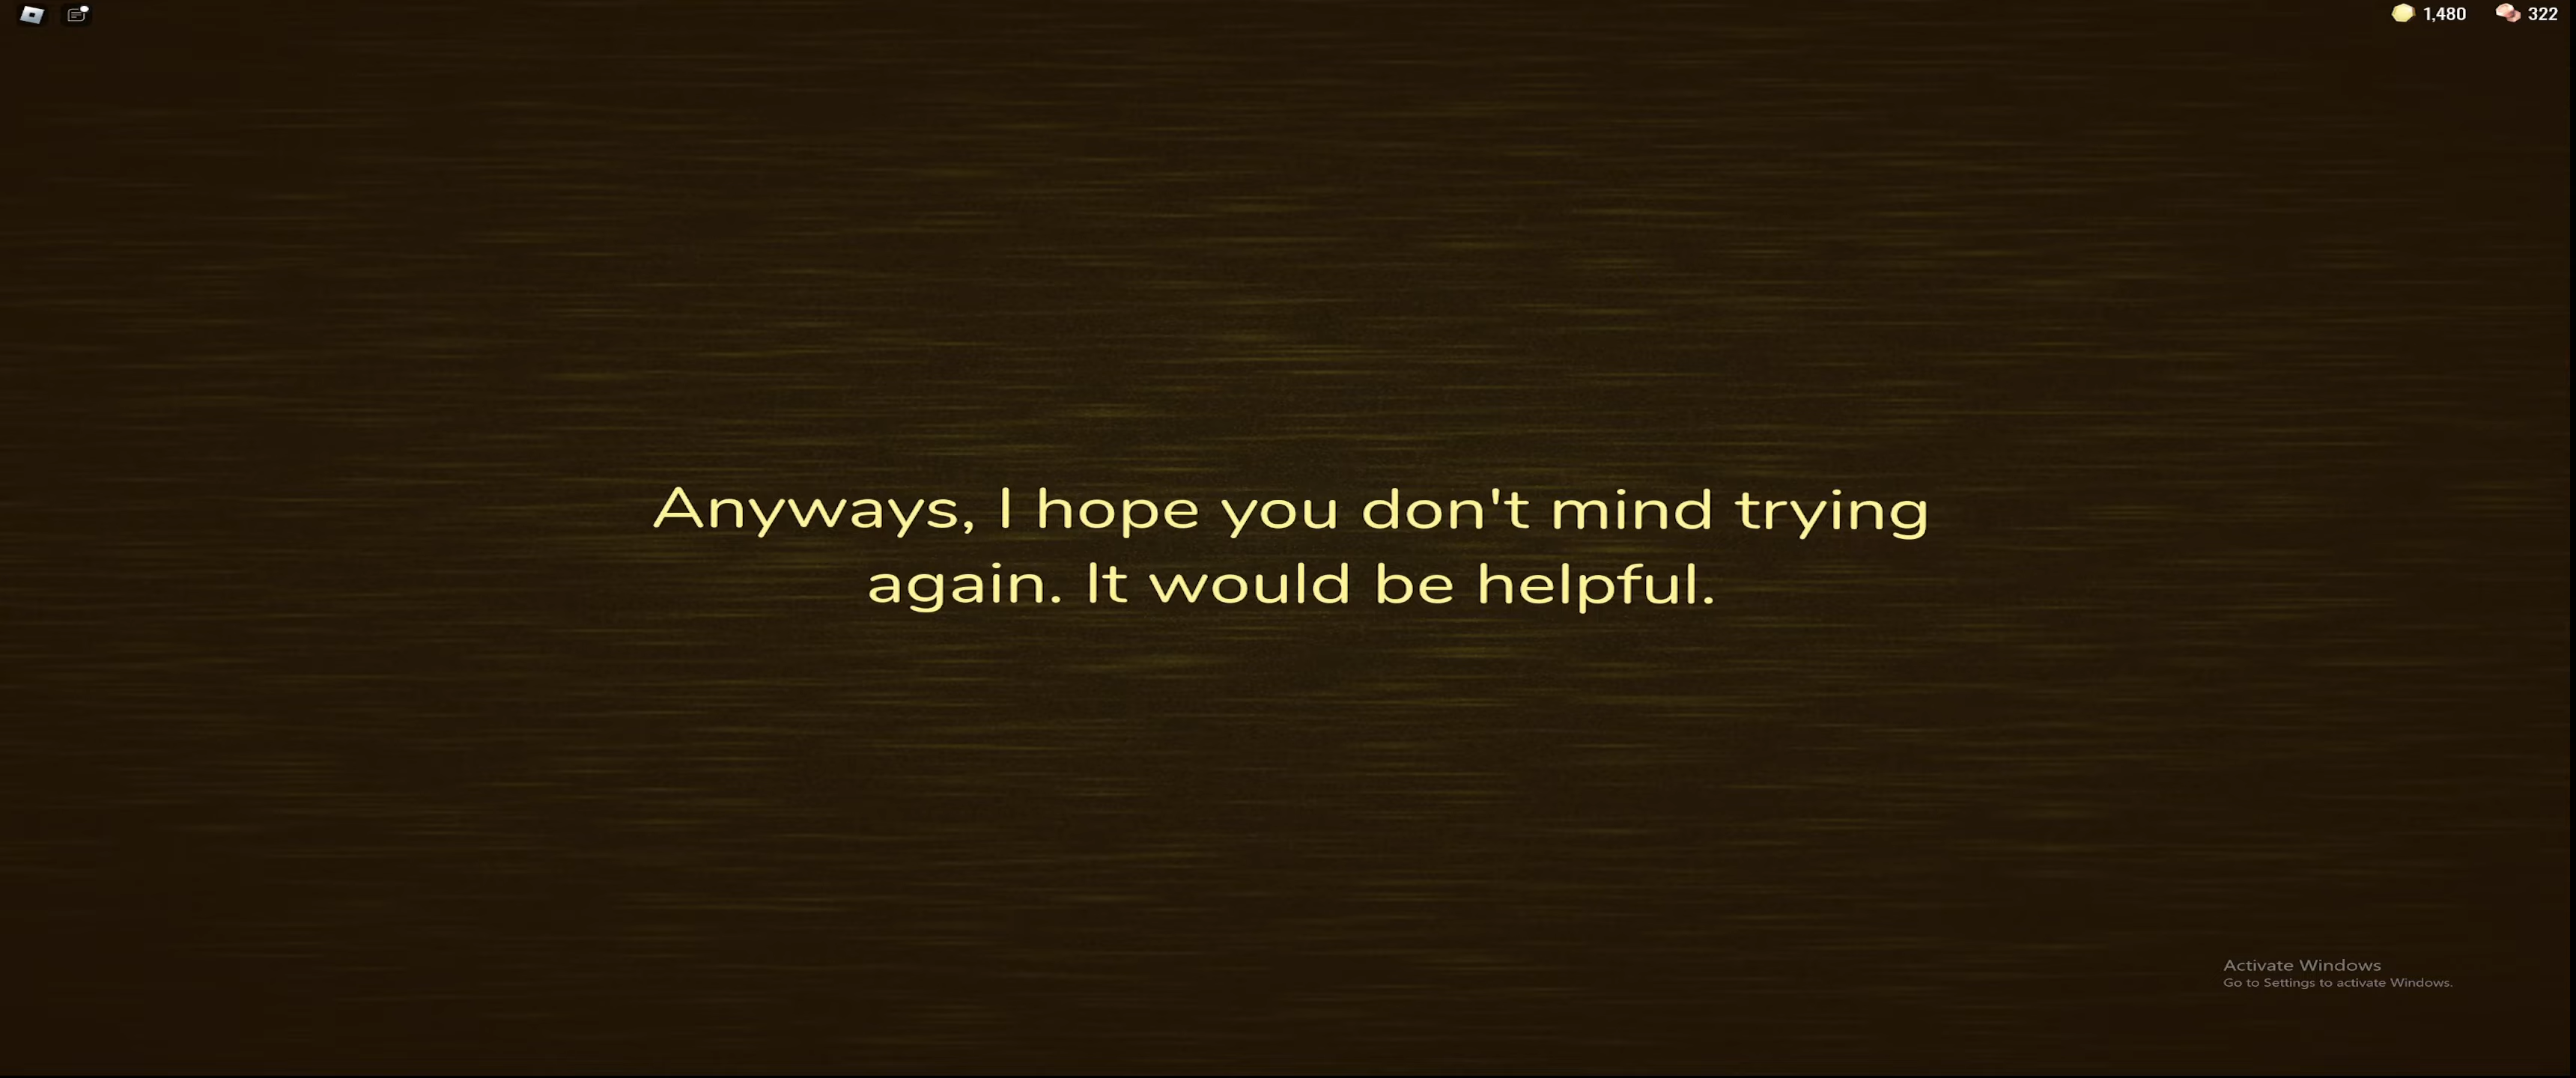 1,480 322
Anyways, I hope you don't mind trying
again. It would be helpful.
Activate Windows
Go to Settings to activate Windows.